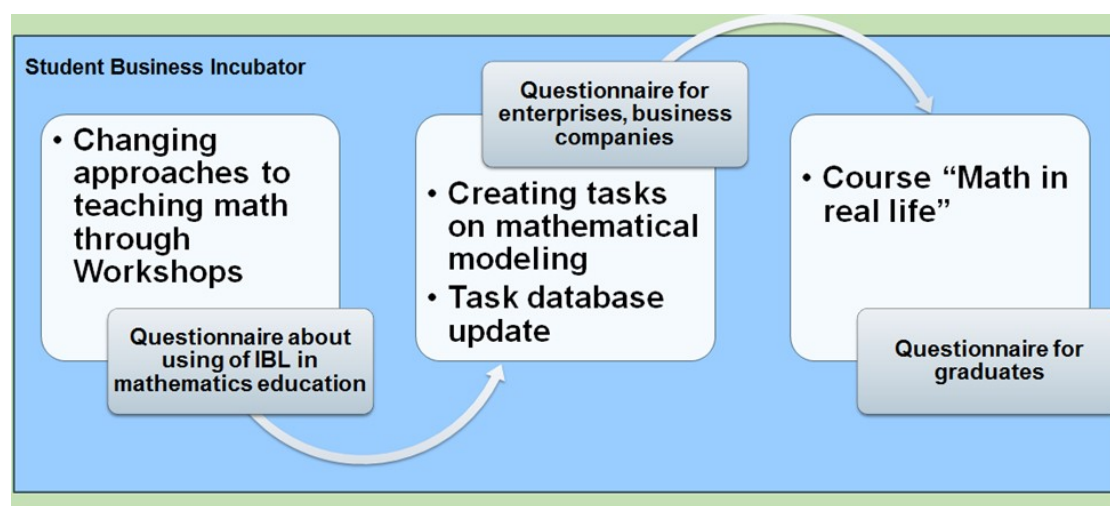 Student Business Incubator
• Changing
approaches to
teaching math
through
Workshops
Questionnaire about
using of IBL in
mathematics education
Questionnaire for
enterprises, business
companies
• Creating tasks
on mathematical
modeling
• Task database
update
• Course “Math in
real life”
Questionnaire for
graduates